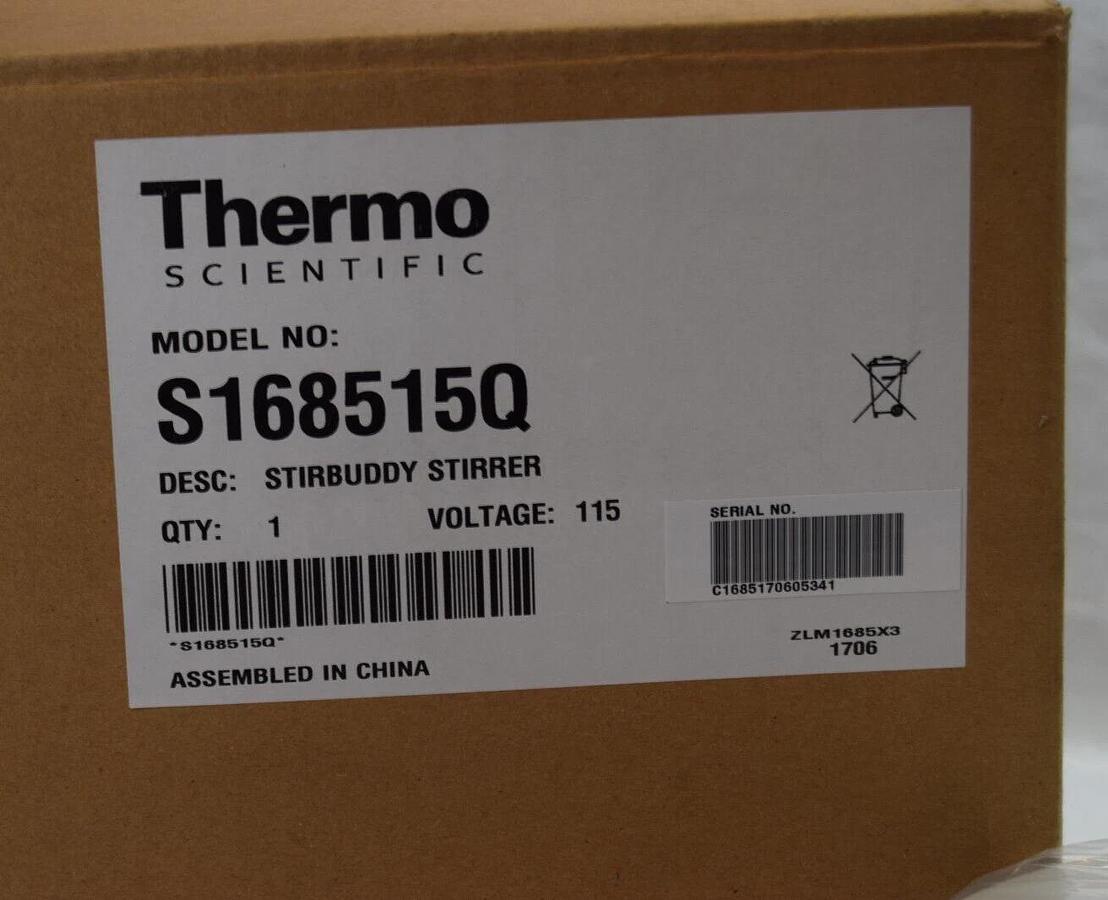 Thermo
SCIENTIFIC
MODEL NO:
S168515Q
DESC: STIRBUDDY STIRRER
QTY: 1 VOLTAGE: 115
*S168515Q*
ASSEMBLED IN CHINA
SERIAL NO.
C1685170605341
ZLM1685X3
1706